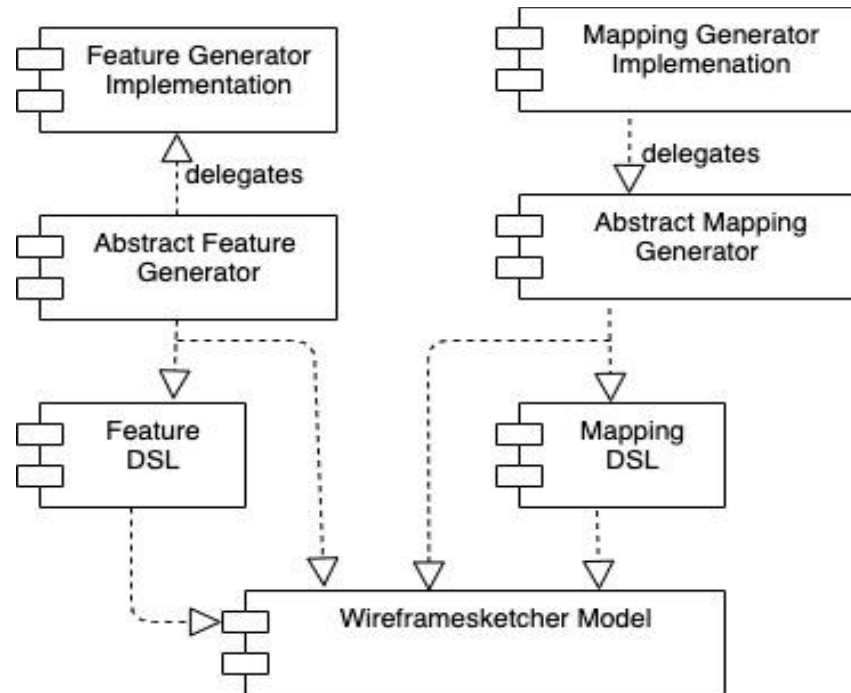 Feature Generator
Implementation
Mapping Generator
Implemenation
delegates
delegates
Abstract Feature
Generator
Abstract Mapping
Generator
Feature
DSL
Mapping
DSL
Wireframesketcher Model